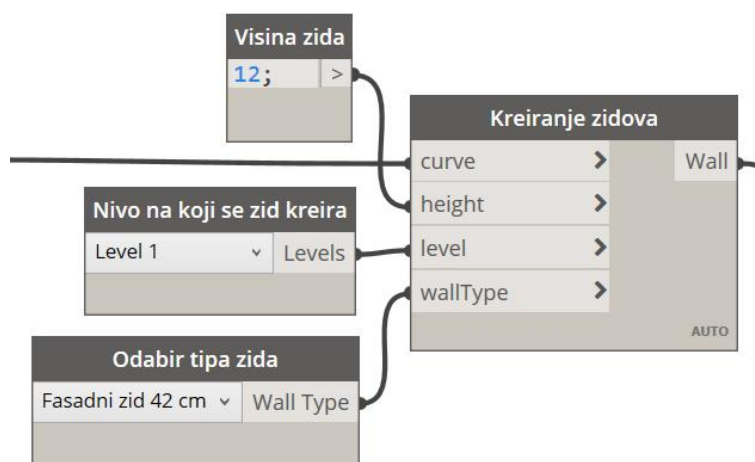 Visina zida
12; >
Kreiranje zidova
curve
Wall
height
level
wallType
AUTO
Nivo na koji se zid kreira
Level 1
Levels
Odabir tipa zida
Fasadni zid 42 cm
Wall Type